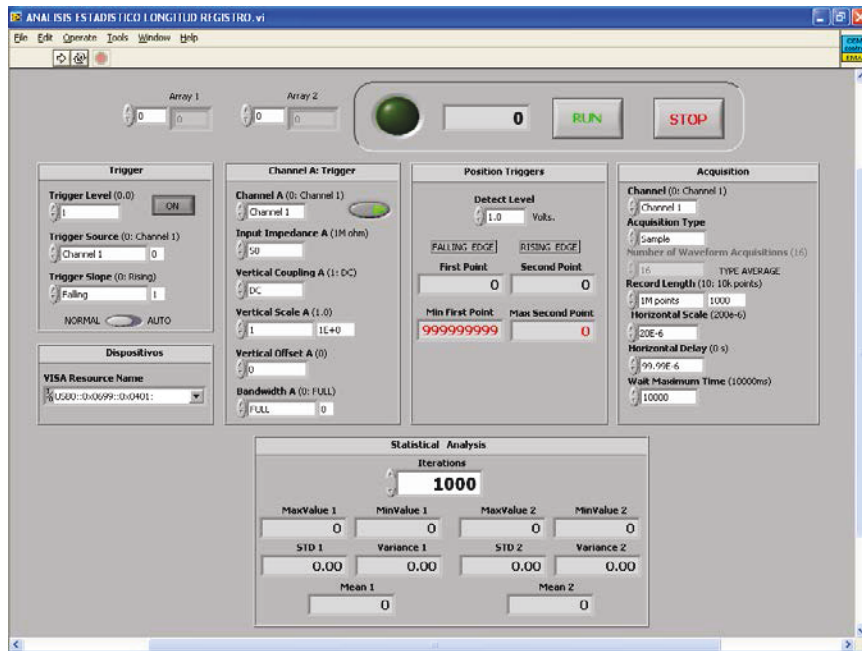 ANALISIS ESTADISTICO LONGITUD REGISTRO.vi
File Edit Operate Tools Window Help
CEM
EMA
Array 1
0 0
Array 2
0 0
0
RUN
STOP
Trigger
Trigger Level (0.0)
1
ON
Trigger Source (0: Channel 1)
Channel 1 0
Trigger Slope (0: Rising)
Falling 1
NORMAL AUTO
Dispositivos
VISA Resource Name
USB0::0x0699::0x0401:
Channel A: Trigger
Channel A (0: Channel 1)
Channel 1
Input Impedance A (1M ohm)
50
Vertical Coupling A (1: DC)
DC
Vertical Scale A (1.0)
1 1E+0
Vertical Offset A (0)
0
Bandwidth A (0: FULL)
FULL 0
Position Triggers
Detect Level
1.0 Volts.
FALLING EDGE RISING EDGE
First Point Second Point
0 0
Min First Point Max Second Point
999999999 0
Acquisition
Channel (0: Channel 1)
Channel 1
Acquisition Type
Sample
Number of Waveform Acquisitions (16)
16 TYPE AVERAGE
Record Length (10: 10k points)
1M points 1000
Horizontal Scale (200e-6)
20E-6
Horizontal Delay (0 s)
99.99E-6
Wait Maximum Time (10000ms)
10000
Statistical Analysis
Iterations
1000
MaxValue 1 MinValue 1 MaxValue 2 MinValue 2
0 0 0 0
STD 1 Variance 1 STD 2 Variance 2
0.00 0.00 0.00 0.00
Mean 1 Mean 2
0 0